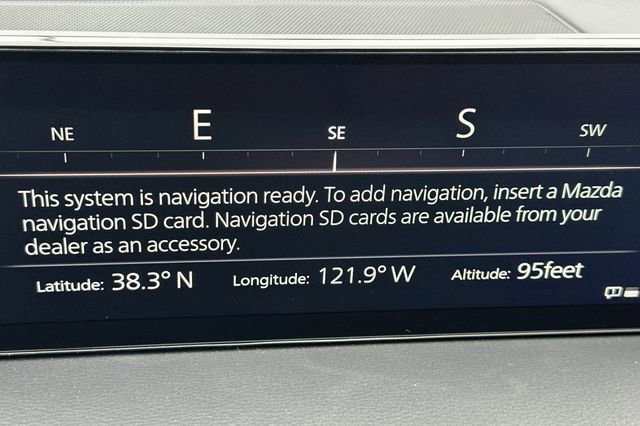 NE E SE S SW
This system is navigation ready. To add navigation, insert a Mazda
navigation SD card. Navigation SD cards are available from your
dealer as an accessory.
Latitude: 38.3° N Longitude: 121.9° W Altitude: 95feet